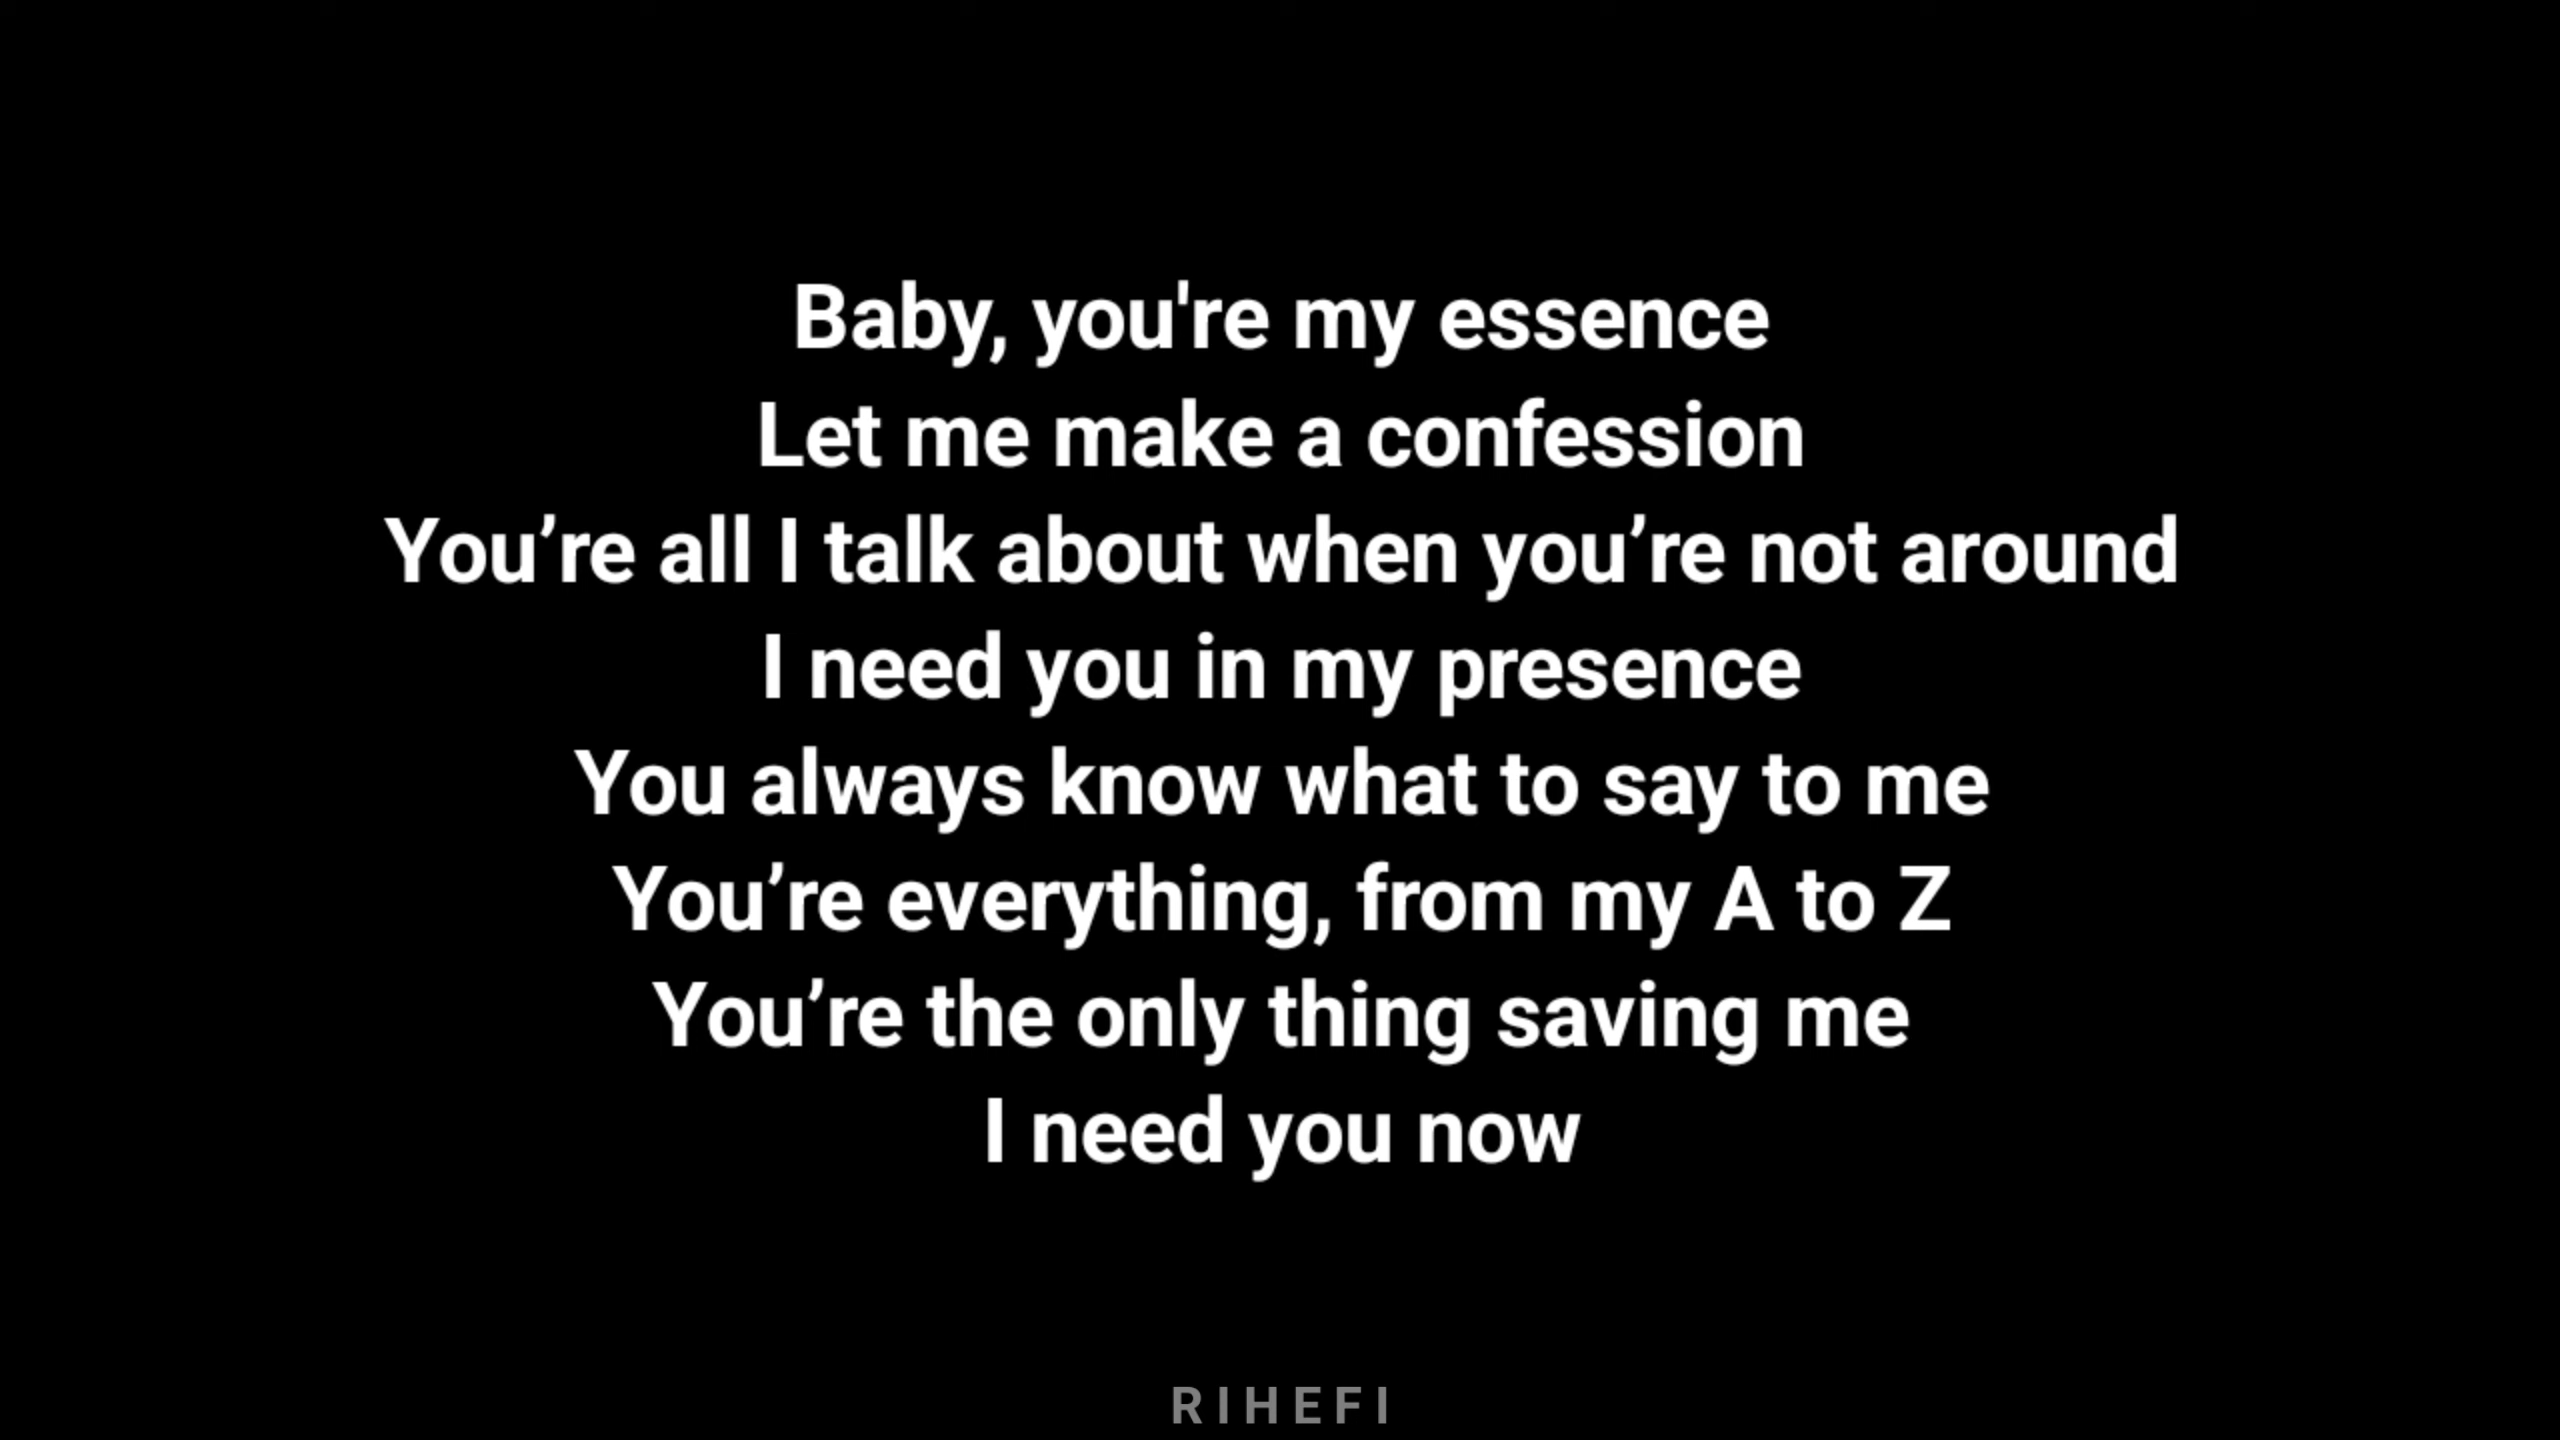 Baby, you're my essence
Let me make a confession
You’re all I talk about when you’re not around
I need you in my presence
You always know what to say to me
You’re everything, from my A to Z
You’re the only thing saving me
I need you now
RIHEFI